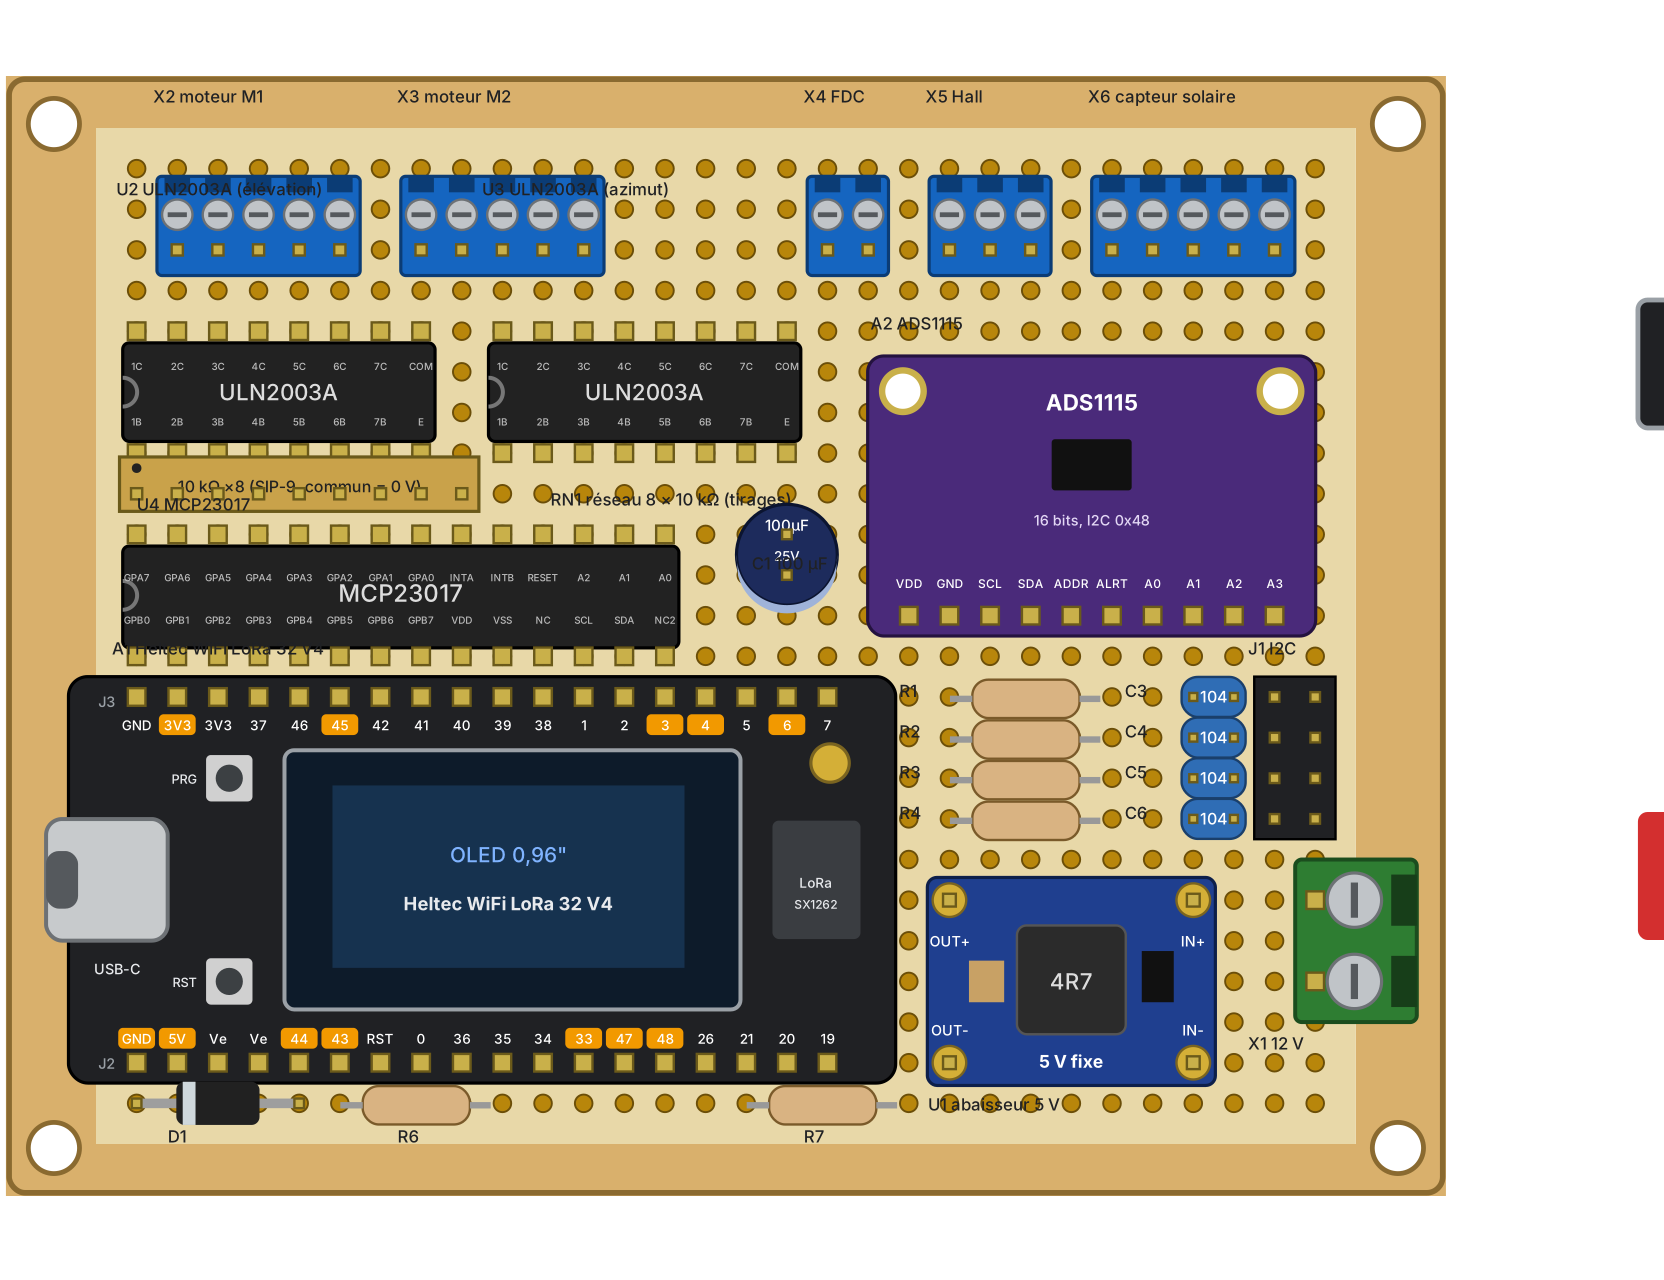 X2 moteur M1
X3 moteur M2
X4 FDC
X5 Hall
X6 capteur solaire
U2 ULN2003A (élévation)
U3 ULN2003A (azimut)
A2 ADS1115
1C 2C 3C 4C 5C 6C 7C COM
ULN2003A
1B 2B 3B 4B 5B 6B 7B E
1C 2C 3C 4C 5C 6C 7C COM
ULN2003A
1B 2B 3B 4B 5B 6B 7B E
ADS1115
16 bits, I2C 0x48
VDD GND SCL SDA ADDR ALRT A0 A1 A2 A3
10 kΩ ×8 (SIP-9, commun = 0 V)
U4 MCP23017
RN1 réseau 8 × 10 kΩ (tirages)
100µF
25V
C1 100 µF
GPA7 GPA6 GPA5 GPA4 GPA3 GPA2 GPA1 GPA0 INTA INTB RESET A2 A1 A0
MCP23017
GPB0 GPB1 GPB2 GPB3 GPB4 GPB5 GPB6 GPB7 VDD VSS NC SCL SDA NC2
A1 Heltec WiFi LoRa 32 V4
J1 I2C
J3
GND 3V3 3V3 37 46 45 42 41 40 39 38 1 2 3 4 5 6 7
PRG
OLED 0,96"
Heltec WiFi LoRa 32 V4
LoRa
SX1262
USB-C
RST
GND 5V Ve Ve 44 43 RST 0 36 35 34 33 47 48 26 21 20 19
J2
R1
C3
104
R2
C4
104
R3
C5
104
R4
C6
104
OUT+
IN+
4R7
OUT-
IN-
5 V fixe
X1 12 V
U1 abaisseur 5 V
D1
R6
R7